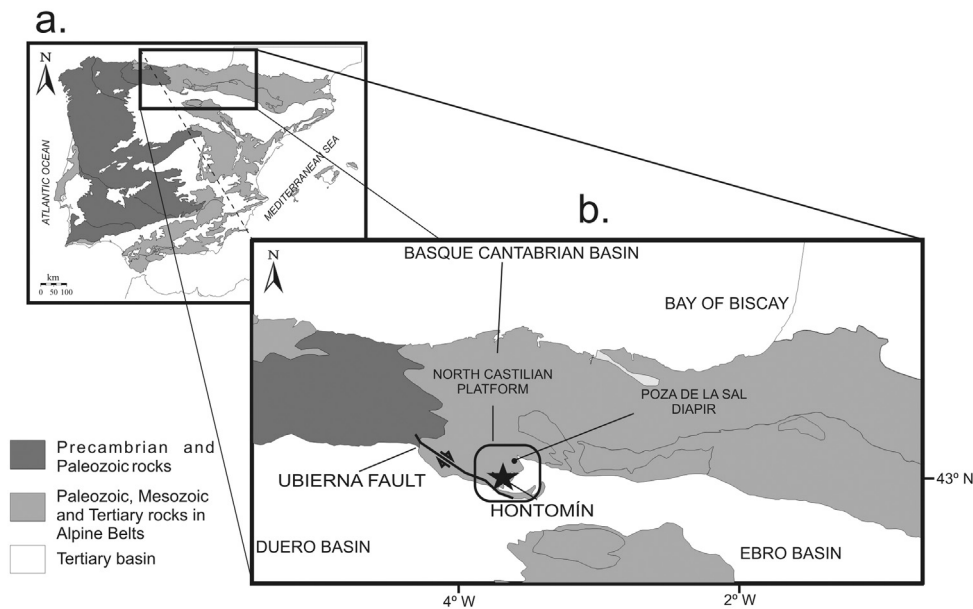 a.
N
ATLANTIC OCEAN
MEDITERRANEAN SEA
km
0 50 100
b.
N
BASQUE CANTABRIAN BASIN
BAY OF BISCAY
NORTH CASTILIAN
PLATFORM
POZA DE LA SAL
DIAPIR
UBIERNA FAULT
HONTOMÍN
43º N
DUERO BASIN
EBRO BASIN
4º W
2º W
Precambrian and
Paleozoic rocks
Paleozoic, Mesozoic
and Tertiary rocks in
Alpine Belts
Tertiary basin